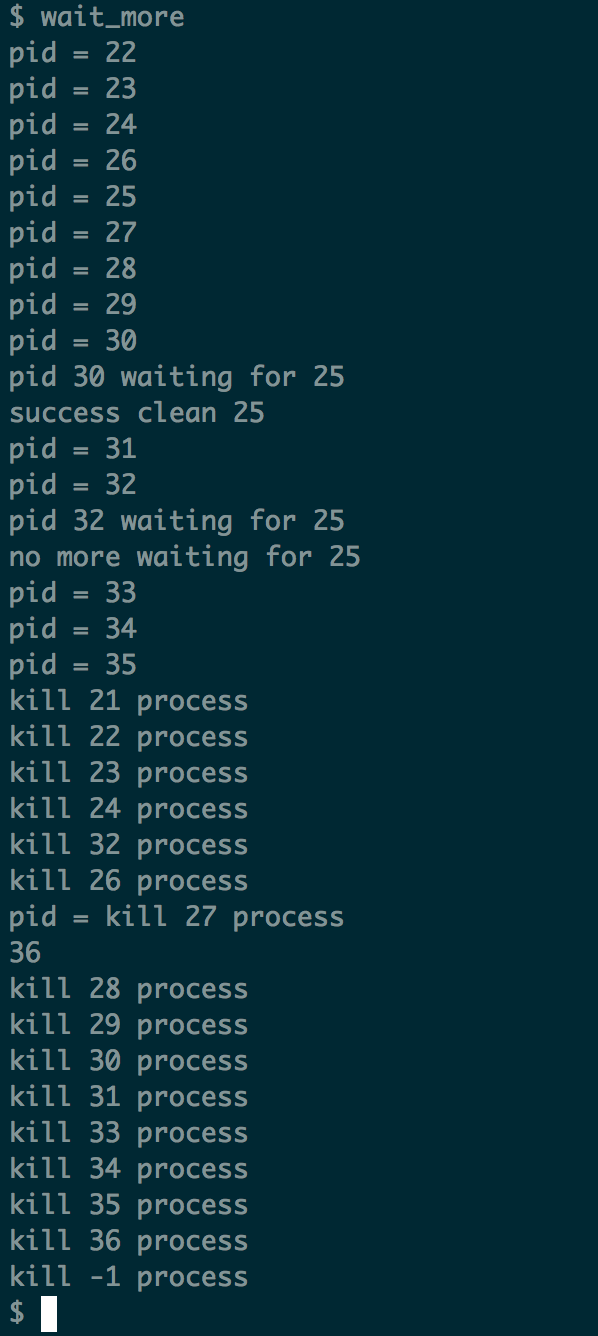 $ wait_more
pid = 22
pid = 23
pid = 24
pid = 26
pid = 25
pid = 27
pid = 28
pid = 29
pid = 30
pid 30 waiting for 25
success clean 25
pid = 31
pid = 32
pid 32 waiting for 25
no more waiting for 25
pid = 33
pid = 34
pid = 35
kill 21 process
kill 22 process
kill 23 process
kill 24 process
kill 32 process
kill 26 process
pid = kill 27 process
36
kill 28 process
kill 29 process
kill 30 process
kill 31 process
kill 33 process
kill 34 process
kill 35 process
kill 36 process
kill -1 process
$